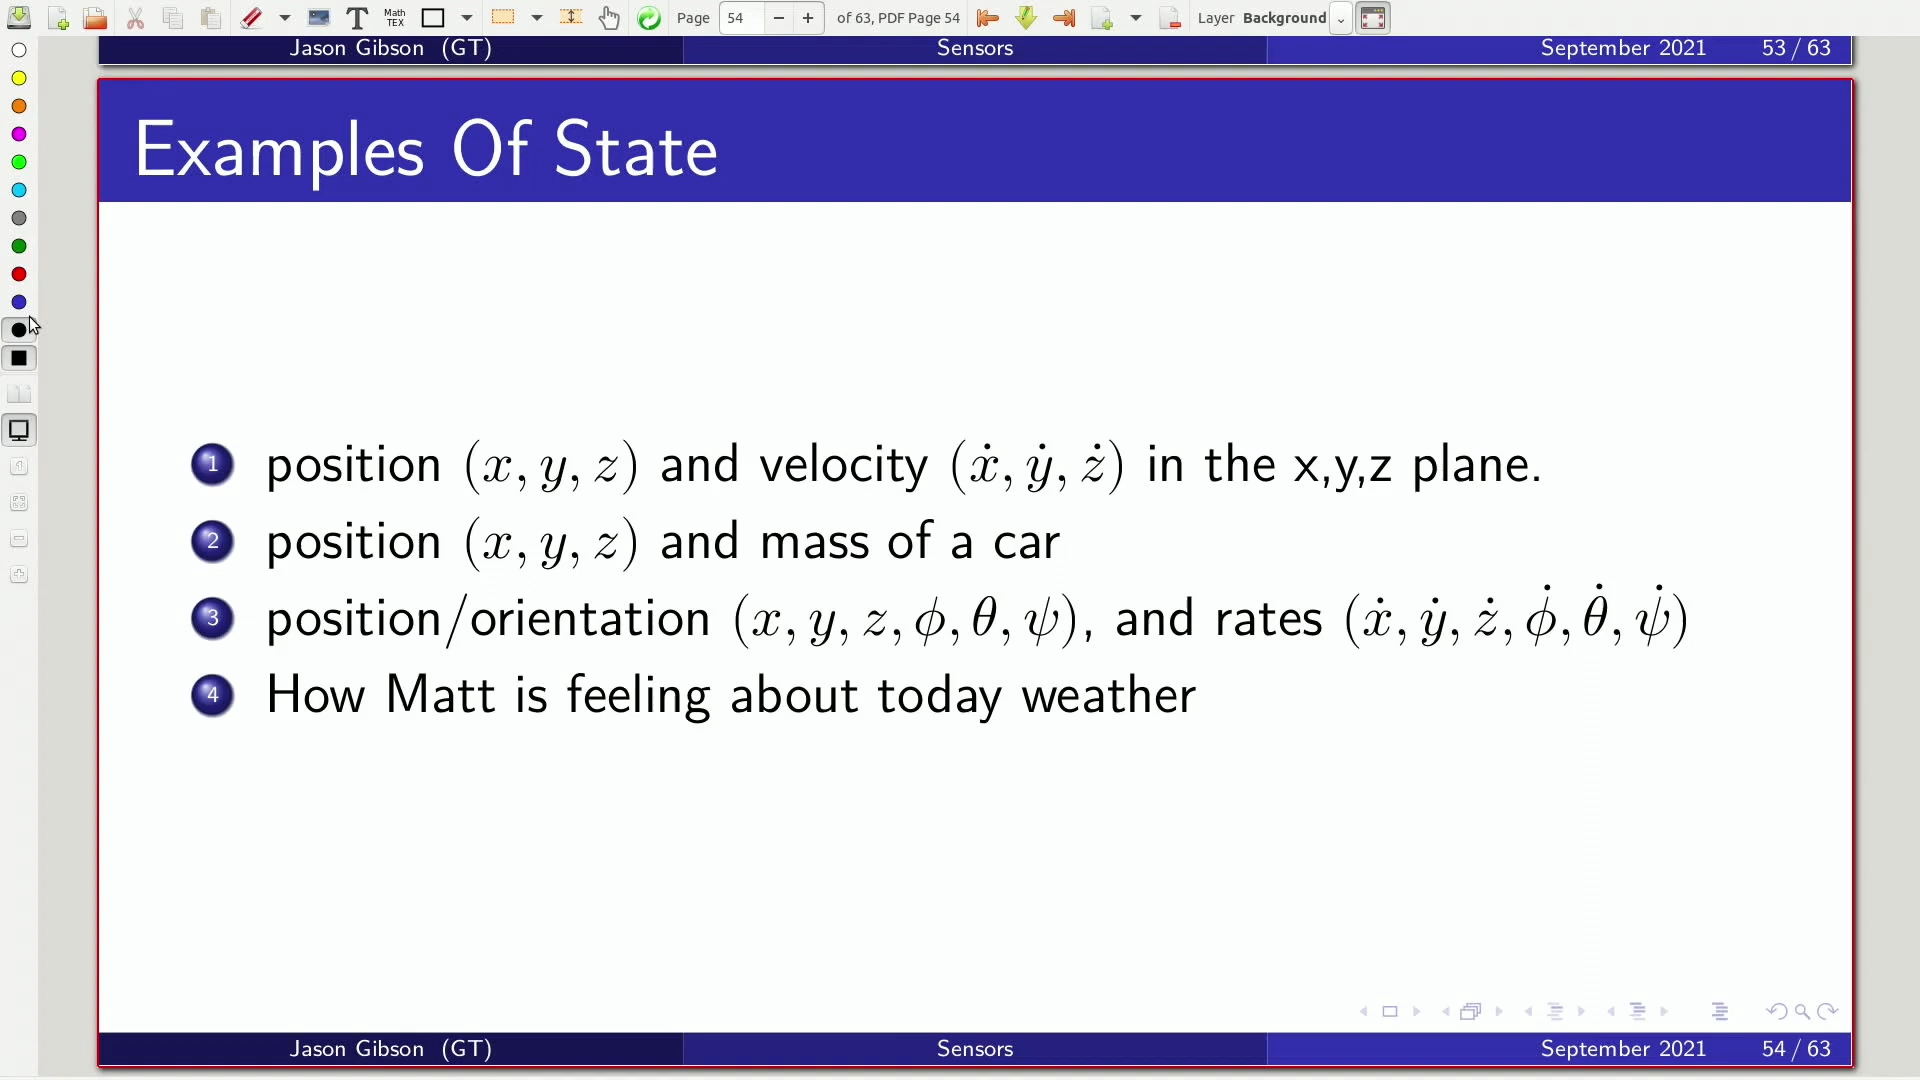 Math
TEX
T
Page 54 of 63, PDF Page 54
Layer Background
Jason Gibson (GT) Sensors September 2021 53 / 63
Examples Of State
1 position (x, y, z) and velocity (ẋ, ẏ, ż) in the x,y,z plane.
2 position (x, y, z) and mass of a car
3 position/orientation (x, y, z, ϕ, θ, ψ), and rates (ẋ, ẏ, ż, ϕ̇, θ̇, ψ̇)
4 How Matt is feeling about today weather
Jason Gibson (GT) Sensors September 2021 54 / 63